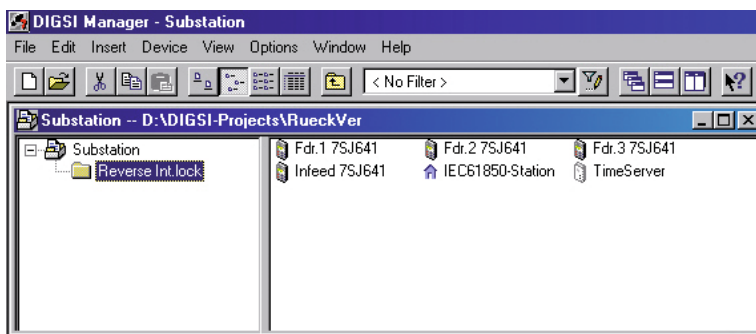 DIGSI Manager - Substation
File Edit Insert Device View Options Window Help
< No Filter >
Substation -- D:\DIGSI-Projects\RueckVer
Substation
Reverse Int.lock
Fdr.1 7SJ641 Fdr.2 7SJ641 Fdr.3 7SJ641
Infeed 7SJ641 IEC61850-Station TimeServer